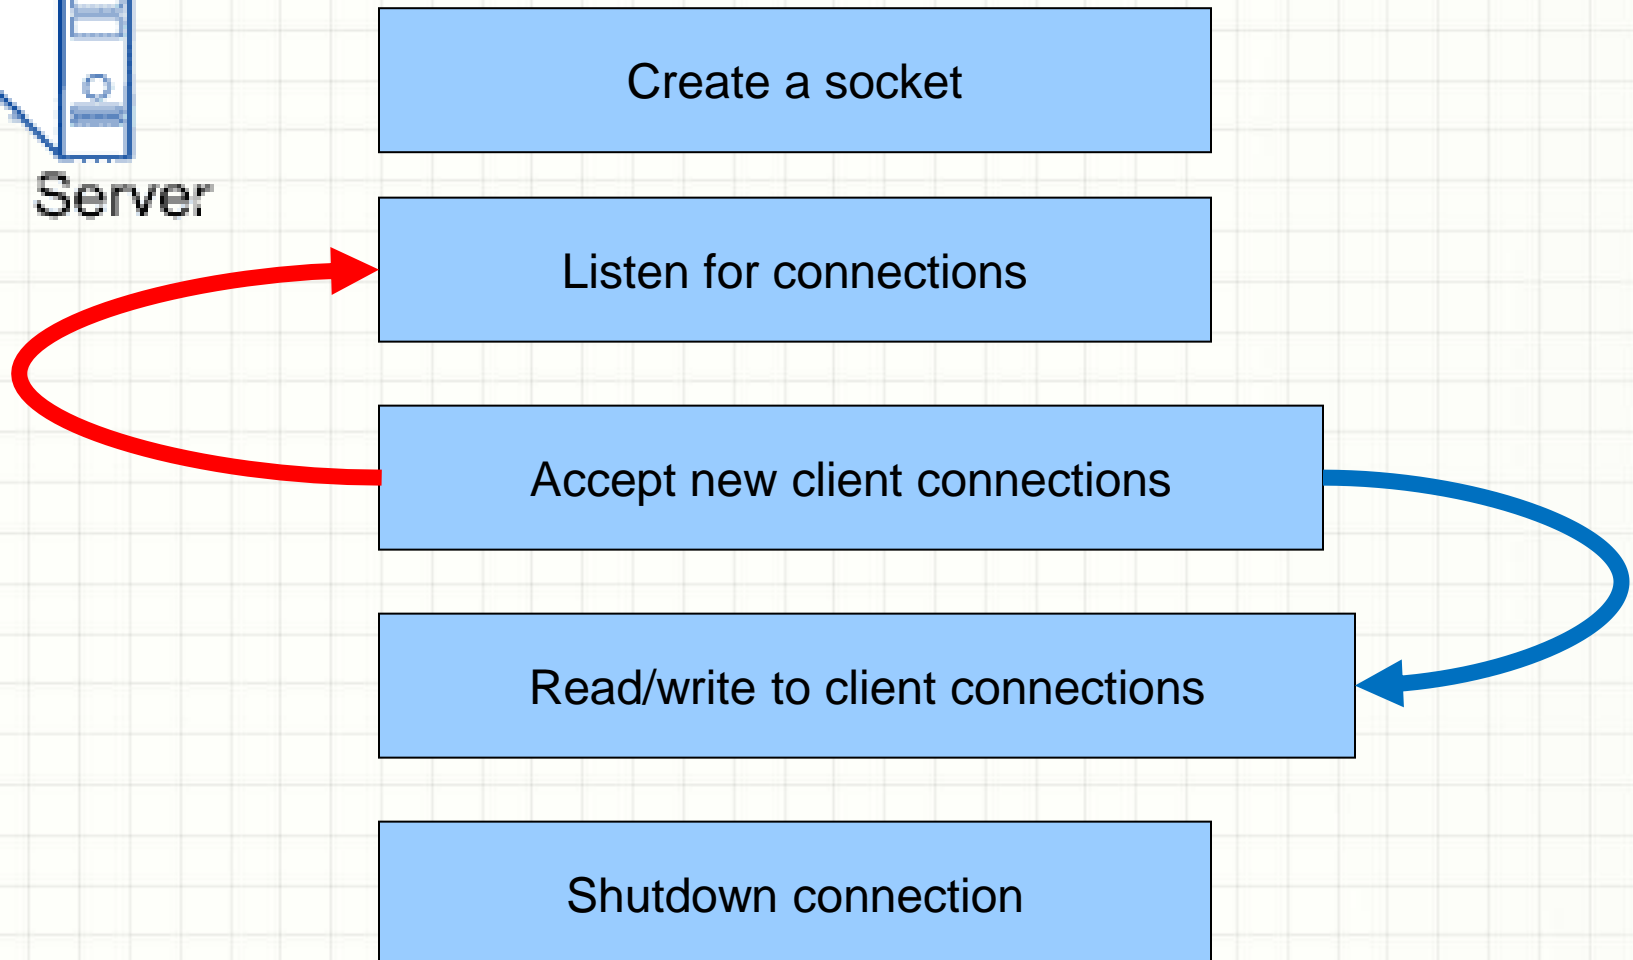 Create a socket
Server
Listen for connections
Accept new client connections
Read/write to client connections
Shutdown connection